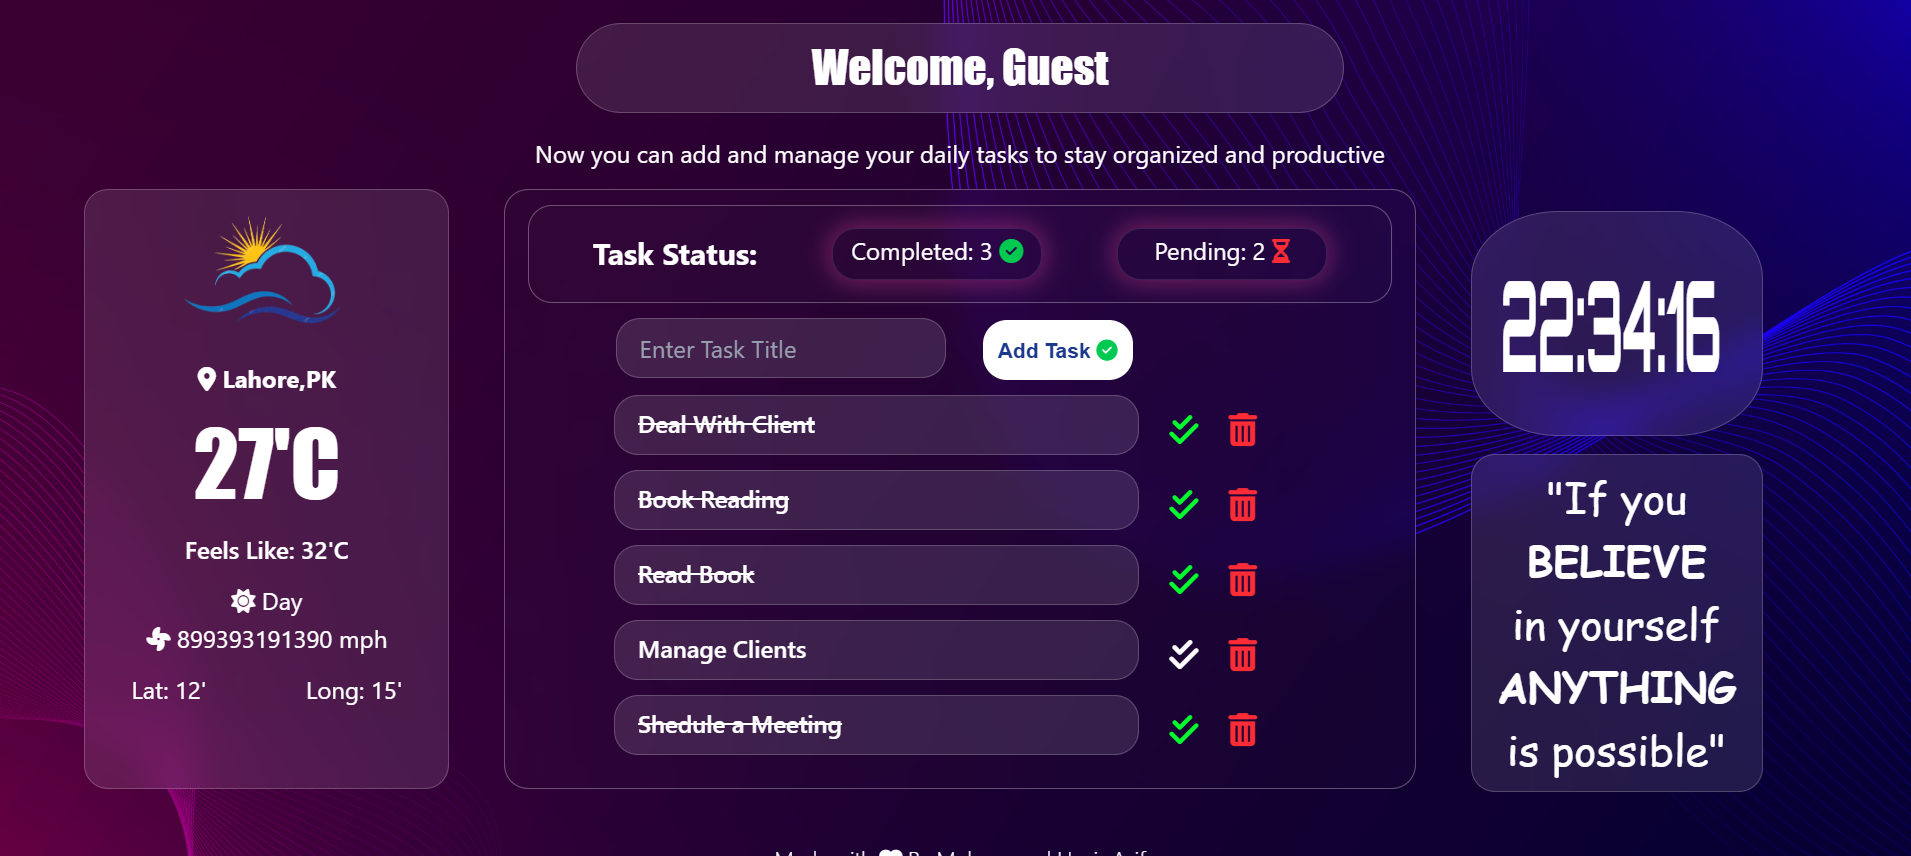 Welcome, Guest
Now you can add and manage your daily tasks to stay organized and productive
Lahore,PK
27'C
Feels Like: 32'C
Day
899393191390 mph
Lat: 12' Long: 15'
Task Status: Completed: 3 Pending: 2
Enter Task Title Add Task
Deal With Client
Book Reading
Read Book
Manage Clients
Shedule a Meeting
22:34:16
"If you
BELIEVE
in yourself
ANYTHING
is possible"
Made with By